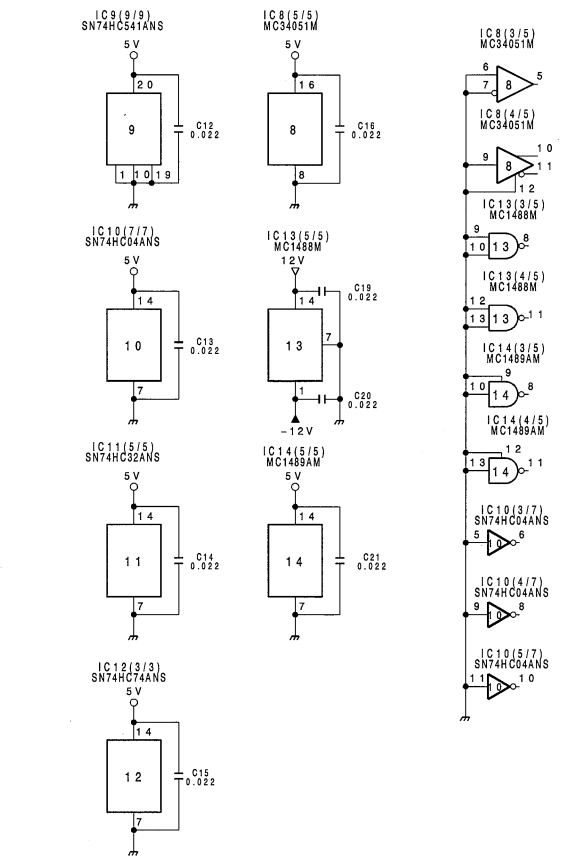 IC9(9/9)
SN74HC541ANS
5V
20
9
C12
0.022
1 10 19
IC8(5/5)
MC34051M
5V
16
8
C16
0.022
8
IC10(7/7)
SN74HC04ANS
5V
14
10
C13
0.022
7
IC13(5/5)
MC1488M
12V
C19
0.022
14
13
7
1
C20
0.022
-12V
IC11(5/5)
SN74HC32ANS
5V
14
11
C14
0.022
7
IC14(5/5)
MC1489AM
5V
14
14
C21
0.022
7
IC12(3/3)
SN74HC74ANS
5V
14
12
C15
0.022
7
IC8(3/5)
MC34051M
6
7
8
5
IC8(4/5)
MC34051M
9
8
10
11
12
IC13(3/5)
MC1488M
9
10
13
8
IC13(4/5)
MC1488M
12
13
13
11
IC14(3/5)
MC1489AM
9
10
14
8
IC14(4/5)
MC1489AM
12
13
14
11
IC10(3/7)
SN74HC04ANS
5
10
6
IC10(4/7)
SN74HC04ANS
9
10
8
IC10(5/7)
SN74HC04ANS
11
10
10